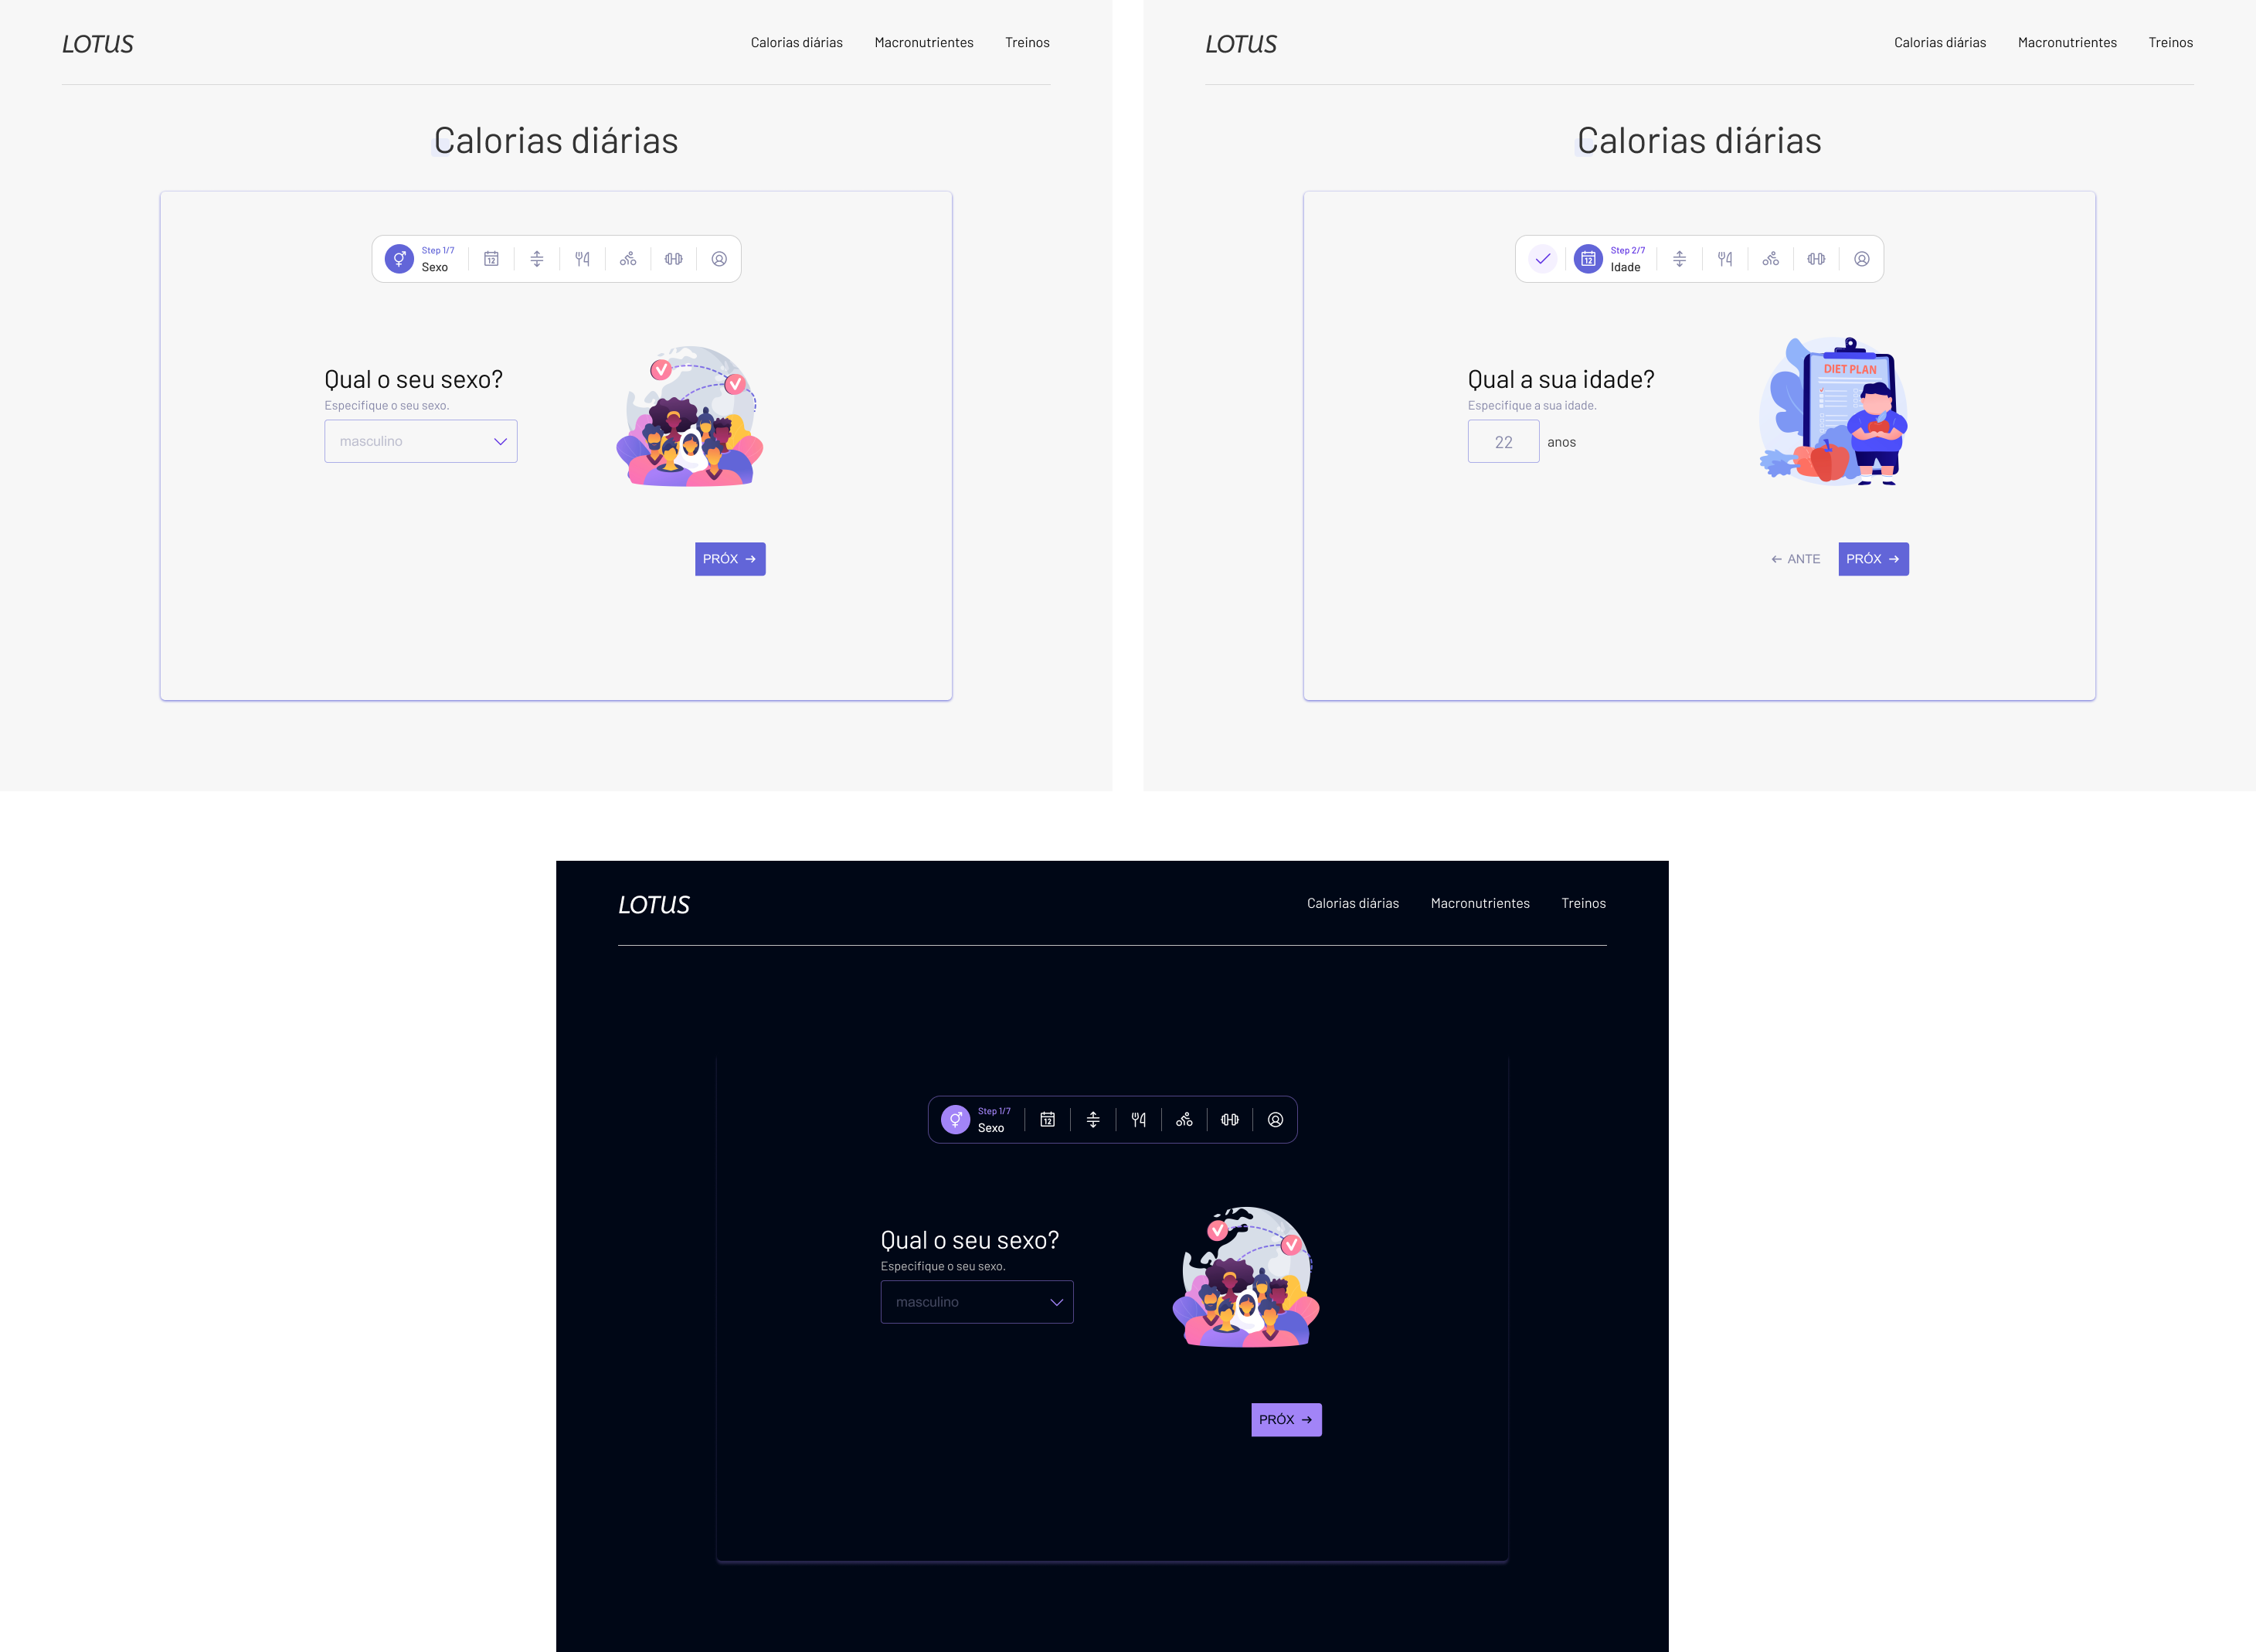 LOTUS
Calorias diárias Macronutrientes Treinos
Calorias diárias
Step 1/7
Sexo
12
Qual o seu sexo?
Especifique o seu sexo.
masculino
PRÓX
LOTUS
Calorias diárias Macronutrientes Treinos
Calorias diárias
12
Step 2/7
Idade
DIET PLAN
Qual a sua idade?
Especifique a sua idade.
22 anos
ANTE PRÓX
LOTUS
Calorias diárias Macronutrientes Treinos
Step 1/7
Sexo
12
Qual o seu sexo?
Especifique o seu sexo.
masculino
PRÓX